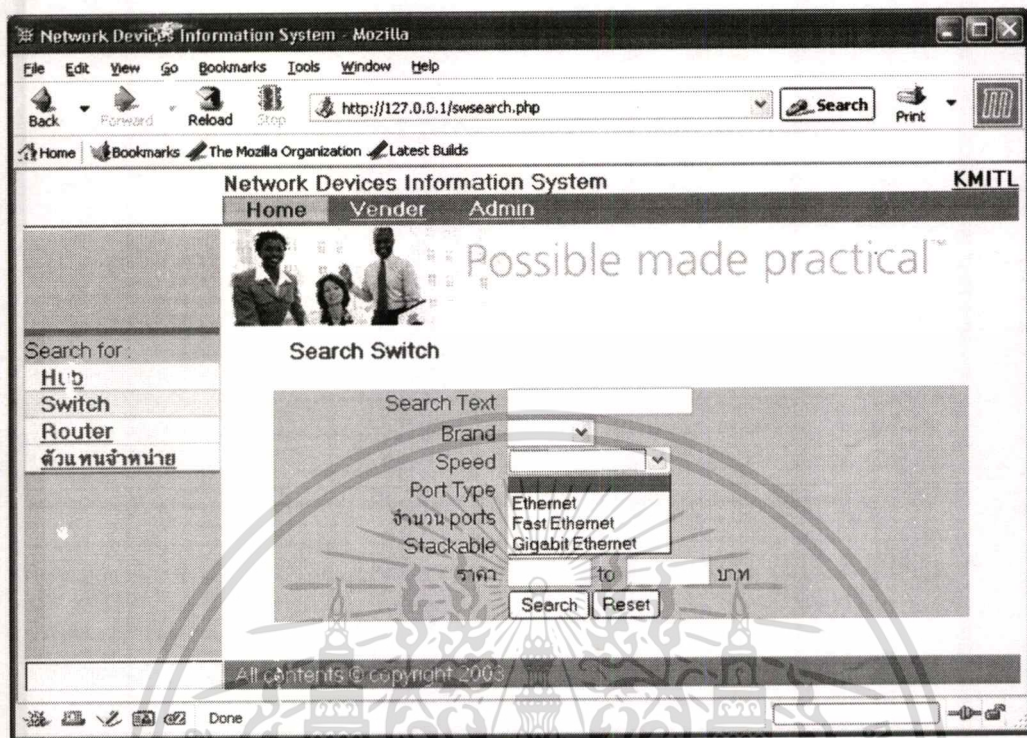 Network Devices Information System - Mozilla
File Edit View Go Bookmarks Tools Window Help
Back Forward Reload Stop http://127.0.0.1/swsearch.php Search Print
Home Bookmarks The Mozilla Organization Latest Builds
Network Devices Information System KMITL
Home Vender Admin
Possible made practical™
Search for :
Hub
Switch
Router
ตัวแทนจำหน่าย
Search Switch
Search Text
Brand
Speed
Port Type
Ethernet
จำนวน ports
Fast Ethernet
Stackable
Gigabit Ethernet
ราคา to บาท
Search Reset
All contents © copyright 2003
Done